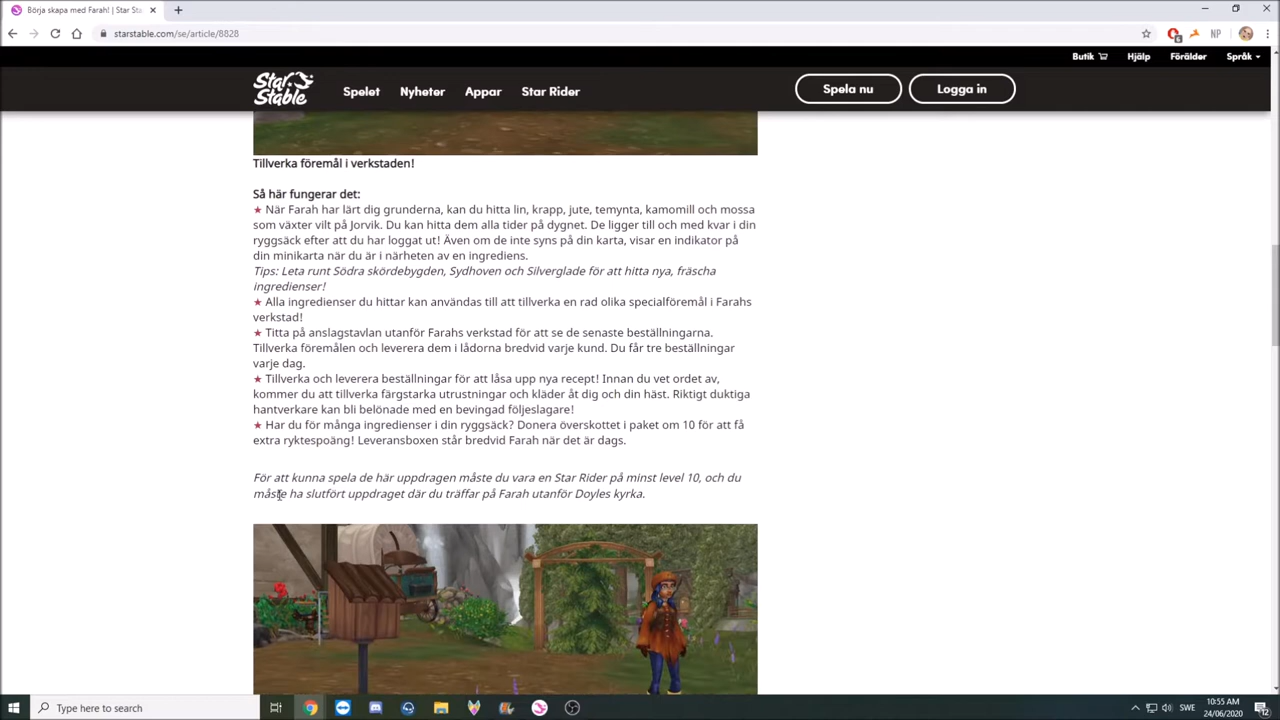 Börja skapa med Farah! | Star Sta
starstable.com/se/article/8828
6
NP
Butik
Hjälp
Förälder
Språk
Star Stable
Spelet
Nyheter
Appar
Star Rider
Spela nu
Logga in
Tillverka föremål i verkstaden!
Så här fungerar det:
★ När Farah har lärt dig grunderna, kan du hitta lin, krapp, jute, temynta, kamomill och mossa
som växter vilt på Jorvik. Du kan hitta dem alla tider på dygnet. De ligger till och med kvar i din
ryggsäck efter att du har loggat ut! Även om de inte syns på din karta, visar en indikator på
din minikarta när du är i närheten av en ingrediens.
Tips: Leta runt Södra skördebygden, Sydhoven och Silverglade för att hitta nya, fräscha
ingredienser!
★ Alla ingredienser du hittar kan användas till att tillverka en rad olika specialföremål i Farahs
verkstad!
★ Titta på anslagstavlan utanför Farahs verkstad för att se de senaste beställningarna.
Tillverka föremålen och leverera dem i lådorna bredvid varje kund. Du får tre beställningar
varje dag.
★ Tillverka och leverera beställningar för att låsa upp nya recept! Innan du vet ordet av,
kommer du att tillverka färgstarka utrustningar och kläder åt dig och din häst. Riktigt duktiga
hantverkare kan bli belönade med en bevingad följeslagare!
★ Har du för många ingredienser i din ryggsäck? Donera överskottet i paket om 10 för att få
extra ryktespoäng! Leveransboxen står bredvid Farah när det är dags.
För att kunna spela de här uppdragen måste du vara en Star Rider på minst level 10, och du
måste ha slutfört uppdraget där du träffar på Farah utanför Doyles kyrka.
Type here to search
SWE
10:55 AM
24/06/2020
12